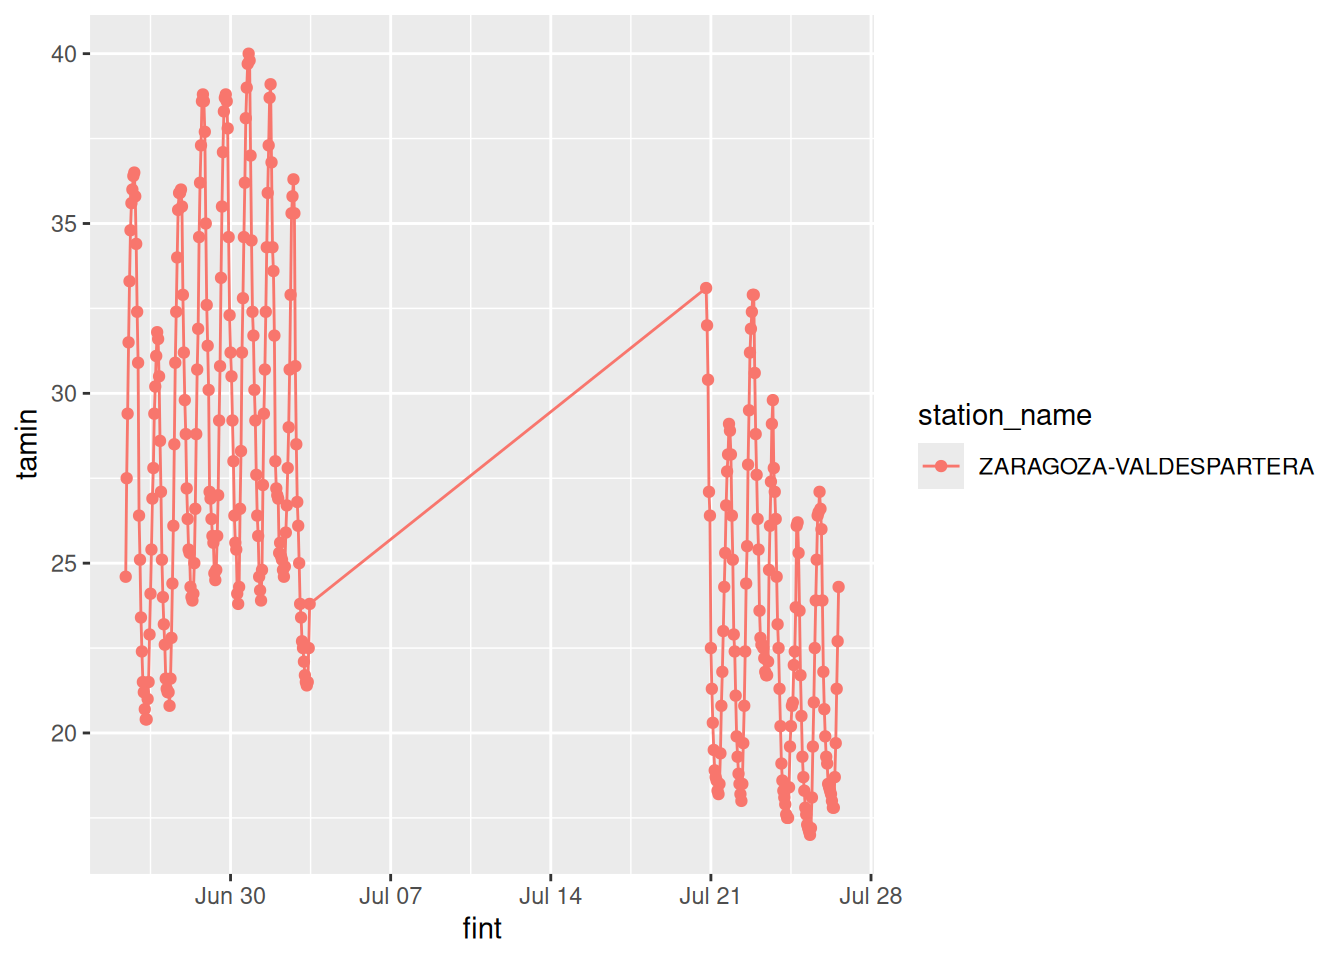 40
35
30
25
20
tamin
Jun 30
Jul 07
Jul 14
Jul 21
Jul 28
fint
station_name
ZARAGOZA-VALDESPARTERA